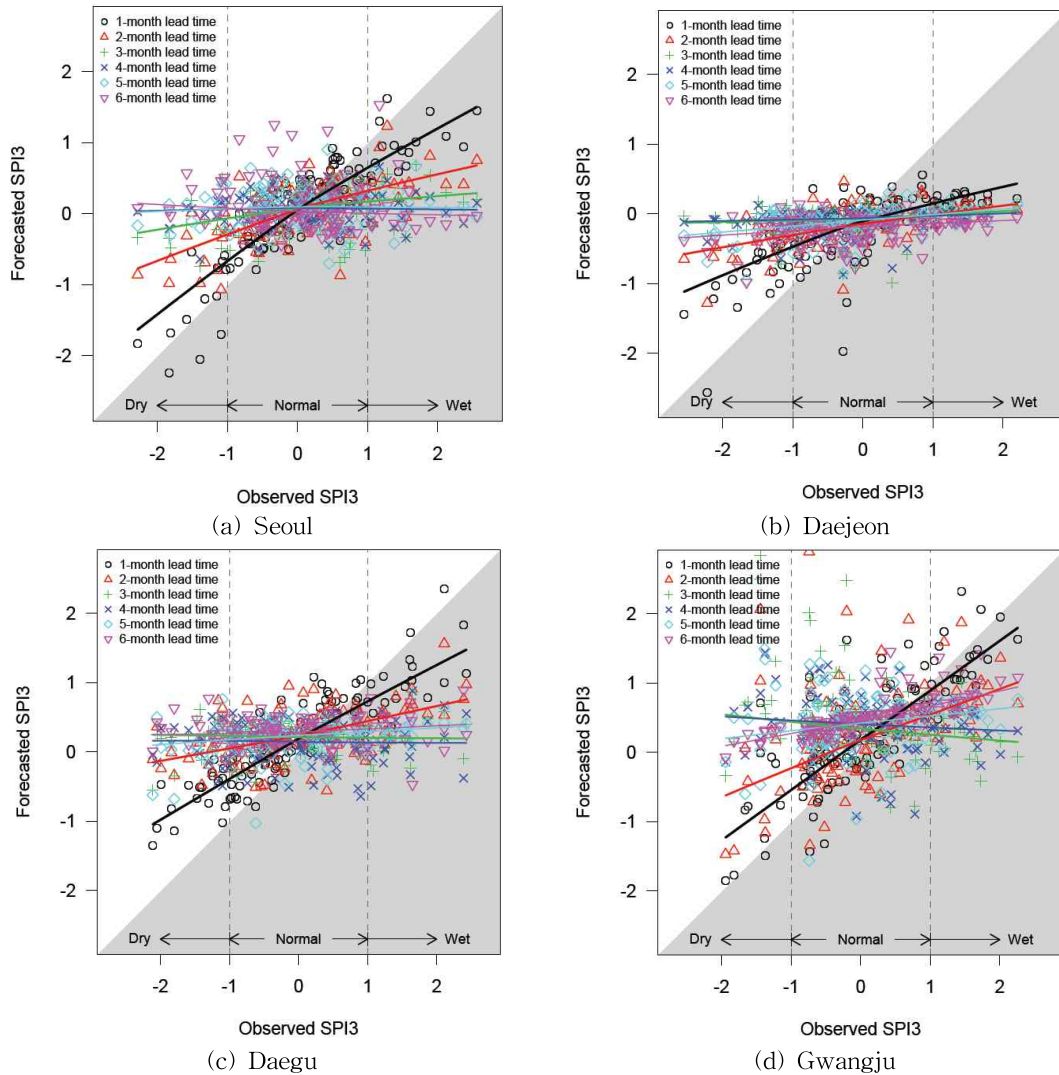 1-month lead time
2-month lead time
3-month lead time
4-month lead time
5-month lead time
6-month lead time
2
1
0
-1
-2
Forecasted SPI3
Dry
Normal
Wet
-2 -1 0 1 2
Observed SPI3
(a) Seoul
1-month lead time
2-month lead time
3-month lead time
4-month lead time
5-month lead time
6-month lead time
2
1
0
-1
-2
Forecasted SPI3
Dry
Normal
Wet
-2 -1 0 1 2
Observed SPI3
(b) Daejeon
1-month lead time
2-month lead time
3-month lead time
4-month lead time
5-month lead time
6-month lead time
2
1
0
-1
-2
Forecasted SPI3
Dry
Normal
Wet
-2 -1 0 1 2
Observed SPI3
(c) Daegu
1-month lead time
2-month lead time
3-month lead time
4-month lead time
5-month lead time
6-month lead time
2
1
0
-1
-2
Forecasted SPI3
Dry
Normal
Wet
-2 -1 0 1 2
Observed SPI3
(d) Gwangju